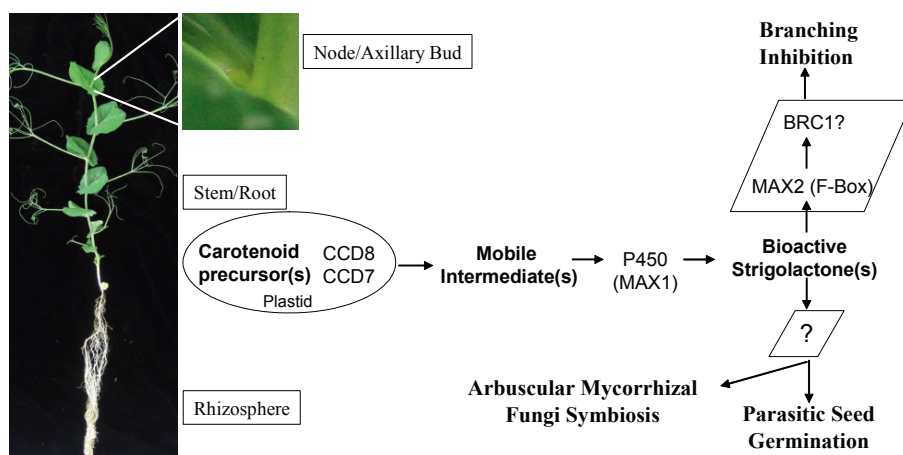 Node/Axillary Bud
Branching
Inhibition
BRC1?
MAX2 (F-Box)
Stem/Root
Carotenoid
precursor(s)
CCD8
CCD7
Plastid
Mobile
Intermediate(s)
P450
(MAX1)
Bioactive
Strigolactone(s)
?
Rhizosphere
Arbuscular Mycorrhizal
Fungi Symbiosis
Parasitic Seed
Germination